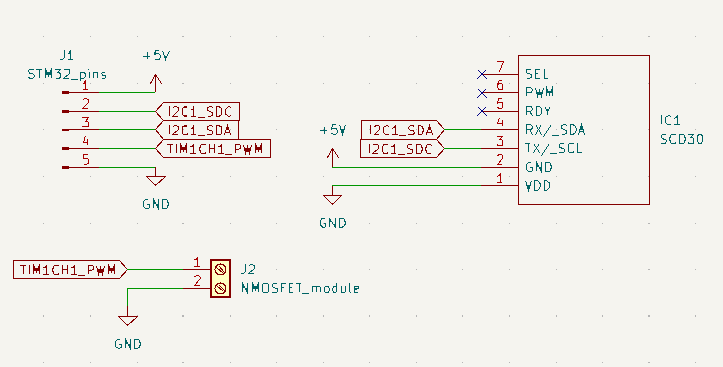 J1
STM32_pins
+5V
1
2
I2C1_SDC
3
I2C1_SDA
4
TIM1CH1_PWM
5
GND
7
SEL
6
PWM
5
RDY
I2C1_SDA
4
RX/_SDA
+5V
I2C1_SDC
3
TX/_SCL
2
GND
1
VDD
GND
IC1
SCD30
TIM1CH1_PWM
1
J2
2
NMOSFET_module
GND